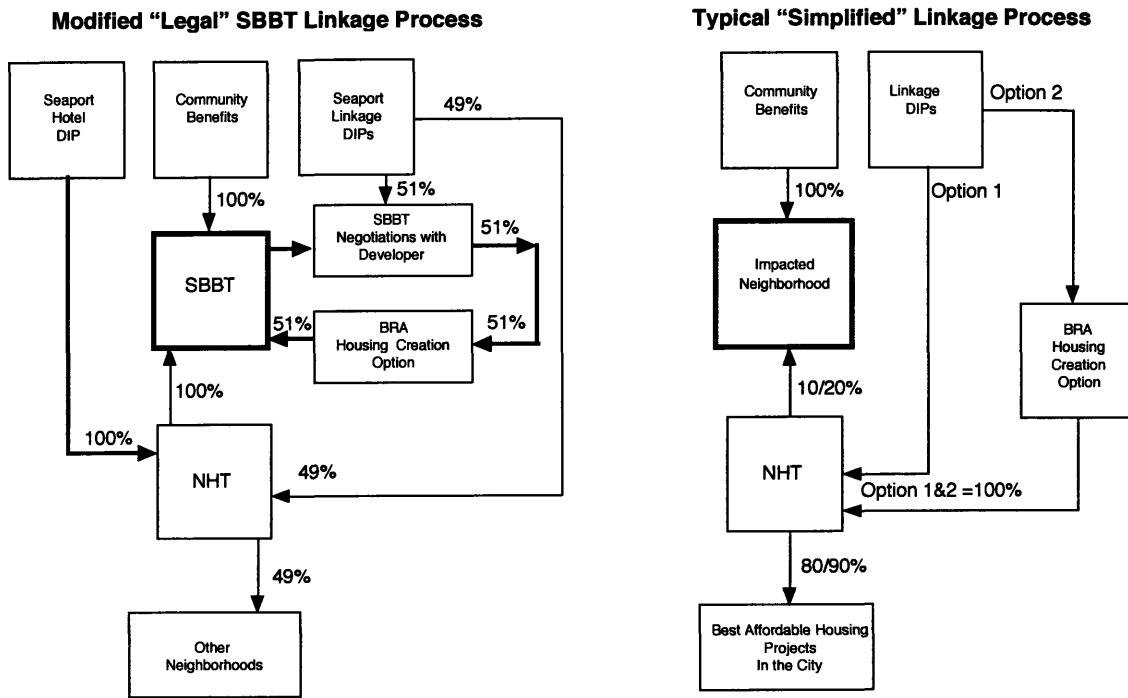 Modified “Legal” SBBT Linkage Process
Seaport
Hotel
DIP
Community
Benefits
Seaport
Linkage
DIPs
49%
100%
51%
SBBT
SBBT
Negotiations with
Developer
51%
51%
BRA
Housing Creation
Option
51%
100%
100%
NHT
49%
49%
Other
Neighborhoods
Typical “Simplified” Linkage Process
Community
Benefits
Linkage
DIPs
Option 2
100%
Option 1
Impacted
Neighborhood
BRA
Housing
Creation
Option
10/20%
NHT
Option 1&2 =100%
80/90%
Best Affordable Housing
Projects
In the City